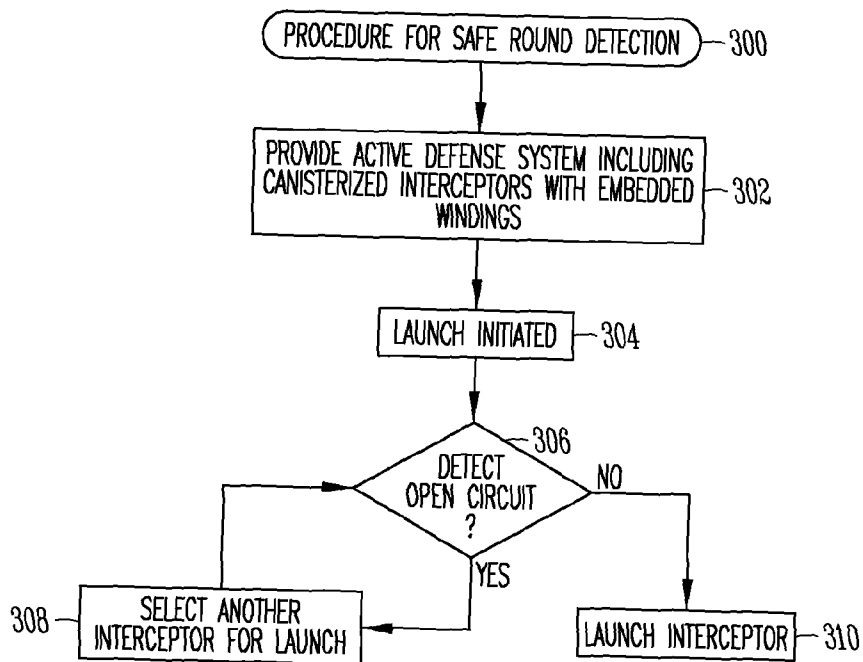 PROCEDURE FOR SAFE ROUND DETECTION
300
PROVIDE ACTIVE DEFENSE SYSTEM INCLUDING
CANISTERIZED INTERCEPTORS WITH EMBEDDED
WINDINGS
302
LAUNCH INITIATED
304
306
DETECT
OPEN CIRCUIT
?
NO
YES
308
SELECT ANOTHER
INTERCEPTOR FOR LAUNCH
LAUNCH INTERCEPTOR
310